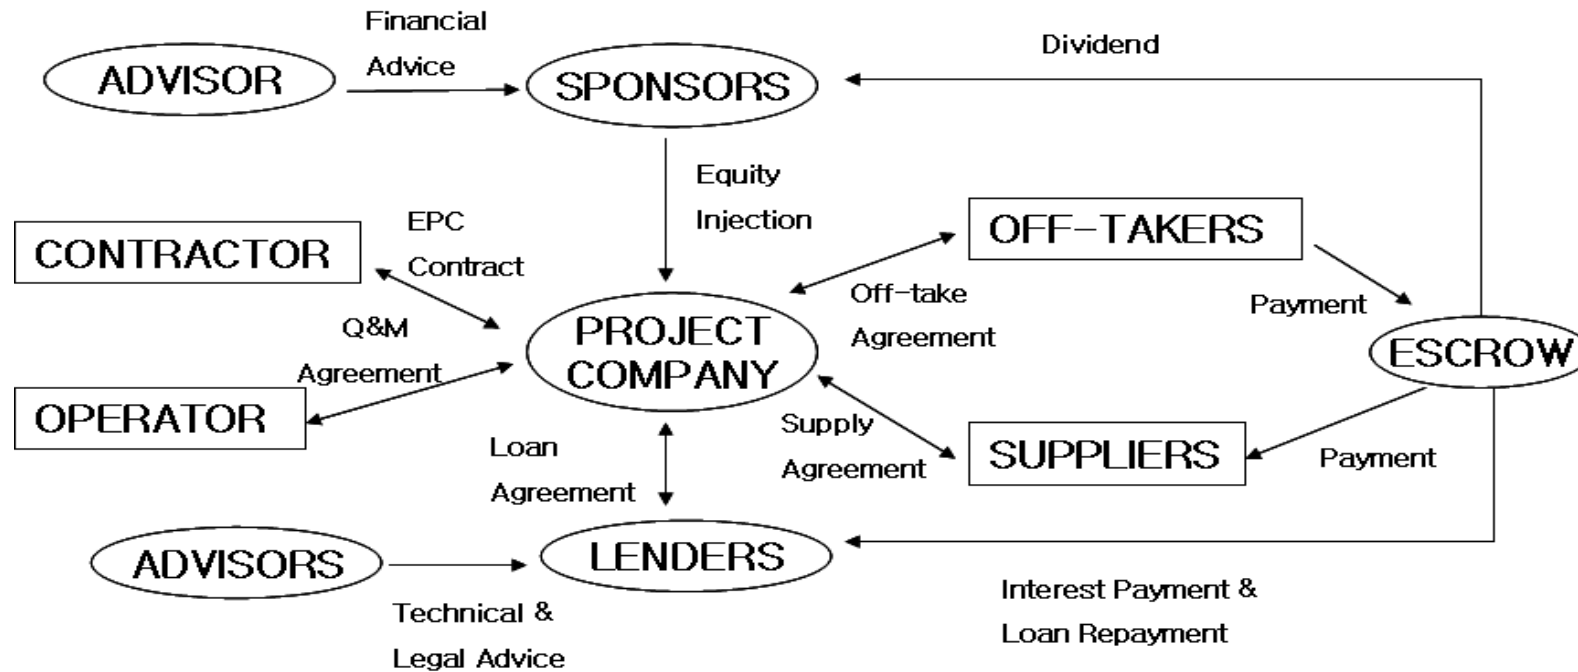 Financial
Advice
ADVISOR
SPONSORS
Dividend
Equity
Injection
EPC
Contract
CONTRACTOR
OFF-TAKERS
Off-take
Agreement
Payment
Q&M
Agreement
PROJECT
COMPANY
ESCROW
OPERATOR
Loan
Agreement
Supply
Agreement
SUPPLIERS
Payment
ADVISORS
LENDERS
Technical &
Legal Advice
Interest Payment &
Loan Repayment